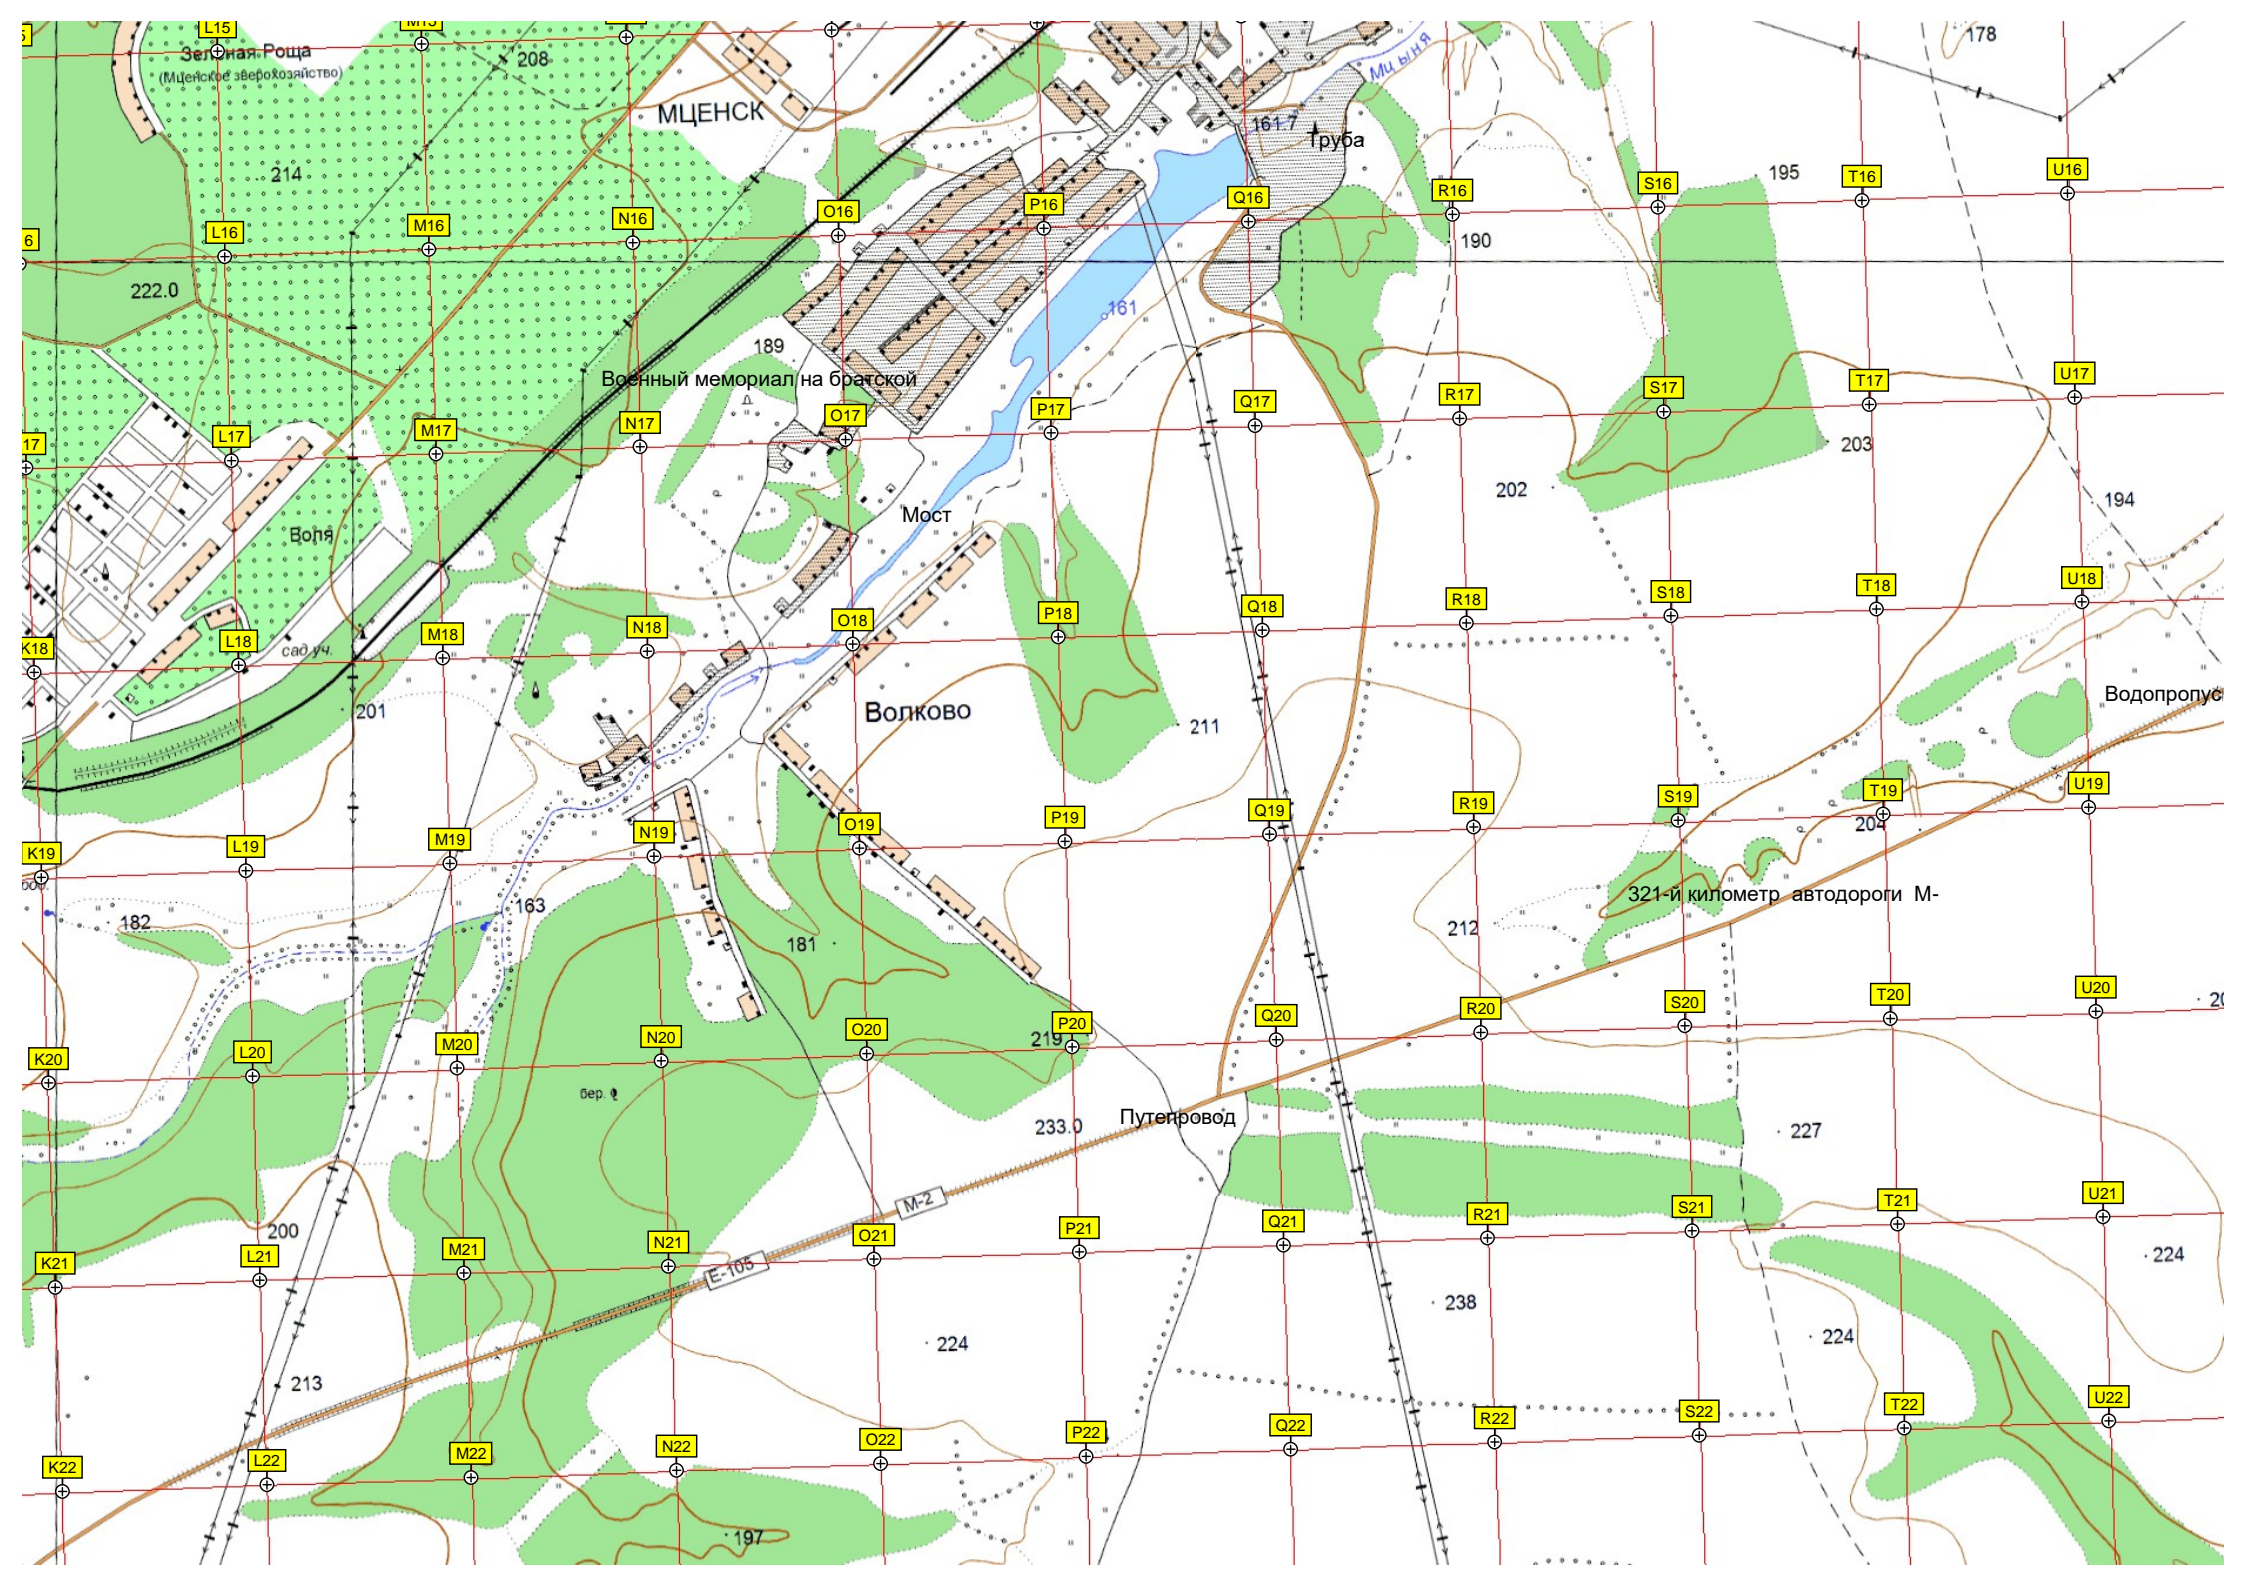 L15
Зеленая Роща
(Мценское зверохозяйство)
208
178
МЦЕНСК
Мцыня
161.7
Труба
214
195
L16
M16
N16
O16
P16
Q16
R16
S16
T16
U16
190
222.0
161
189
Военный мемориал на братской
17
L17
M17
N17
O17
P17
Q17
R17
S17
T17
U17
203
202
194
Воля
Мост
K18
L18
M18
N18
O18
P18
Q18
R18
S18
T18
U18
сад уч.
201
Волково
211
Водопропус
K19
L19
M19
N19
O19
P19
Q19
R19
S19
T19
U19
204
182
163
181
212
321-й километр автодороги М-
K20
L20
M20
N20
O20
P20
Q20
R20
S20
T20
U20
219
бер.
233.0
Путепровод
227
М-2
200
K21
L21
M21
N21
O21
P21
Q21
R21
S21
T21
U21
E-105
224
238
224
224
213
K22
L22
M22
N22
O22
P22
Q22
R22
S22
T22
U22
197